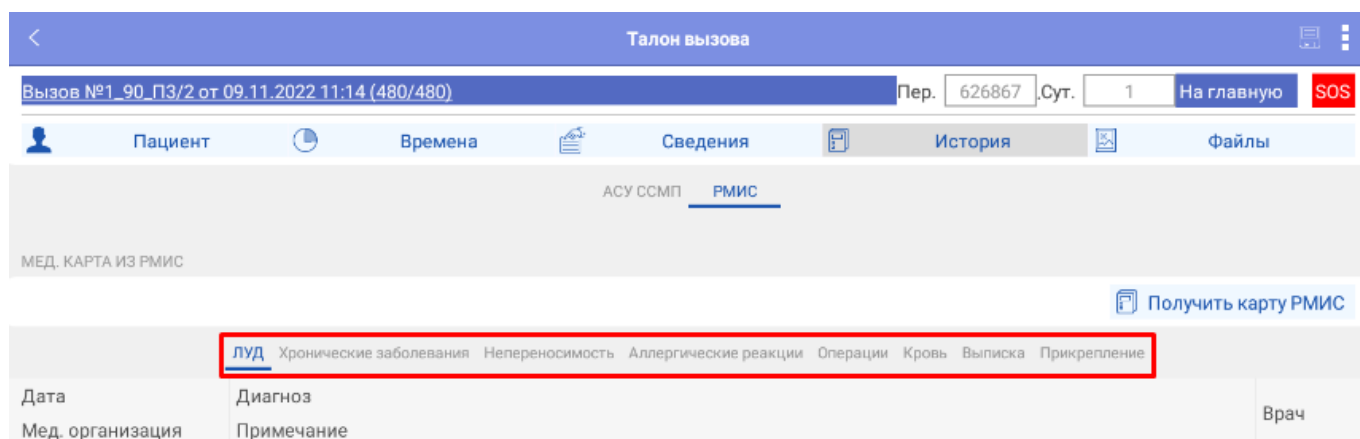 Талон вызова
Вызов №1_90_П3/2 от 09.11.2022 11:14 (480/480) Пер. 626867 ,Сут. 1 На главную SOS
Пациент Времена Сведения История Файлы
АСУ ССМП РМИС
МЕД. КАРТА ИЗ РМИС
Получить карту РМИС
ЛУД Хронические заболевания Непереносимость Аллергические реакции Операции Кровь Выписка Прикрепление
Дата Диагноз
Врач
Мед. организация Примечание